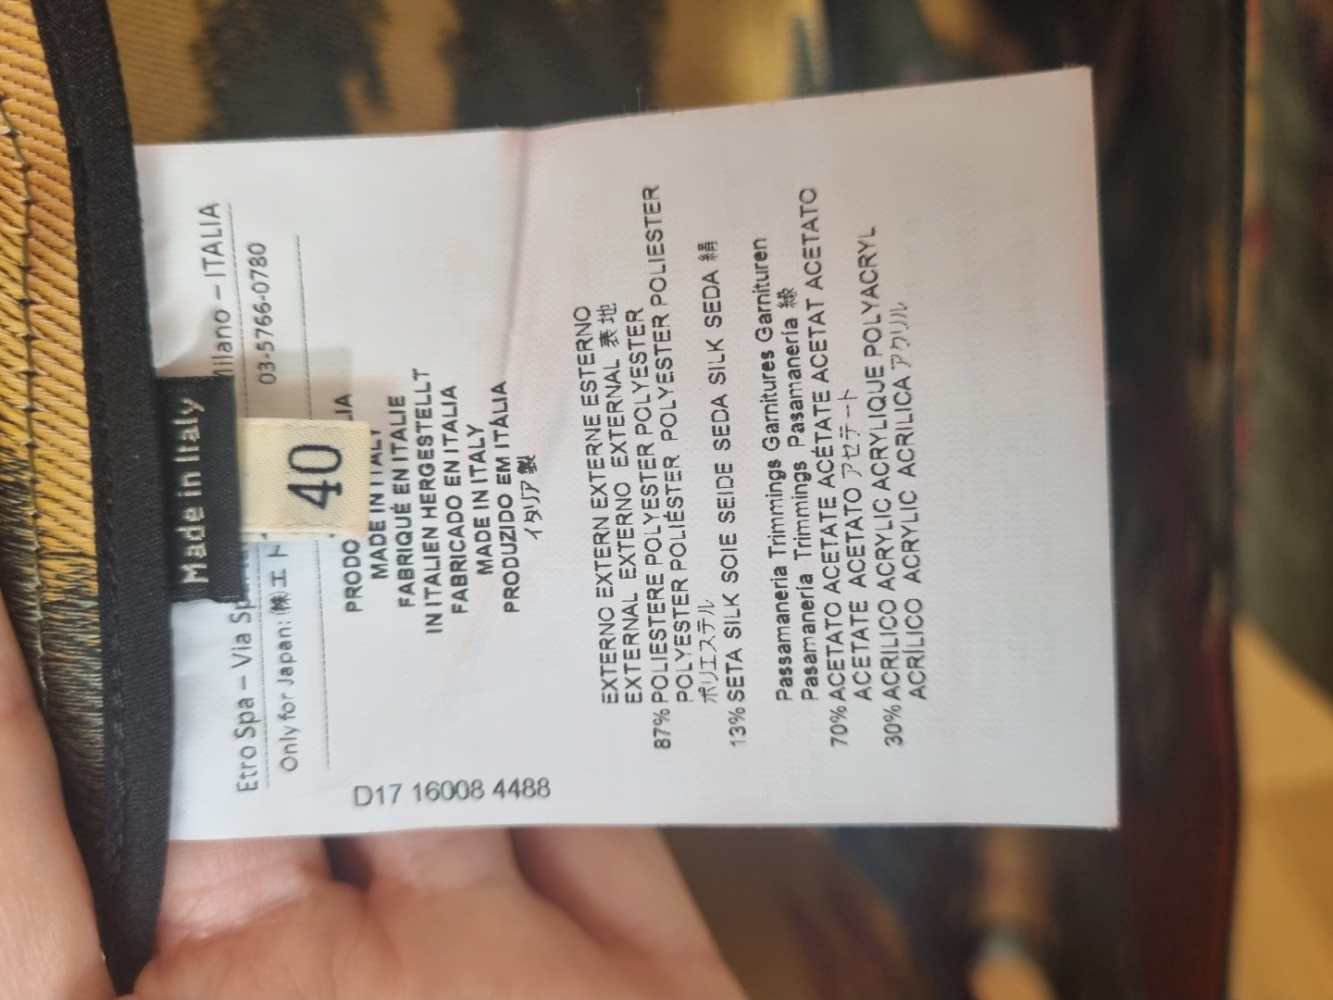 Made in Italy
40
Etro Spa – Via Sp
Milano – ITALIA
Only for Japan: (株)エト
03-5766-0780
PRODO
IA
MADE IN ITALY
FABRIQUÉ EN ITALIE
IN ITALIEN HERGESTELLT
FABRICADO EN ITALIA
MADE IN ITALY
PRODUZIDO EM ITÁLIA
イタリア製
D17 16008 4488
EXTERNO EXTERN EXTERNE ESTERNO
EXTERNAL EXTERNO EXTERNAL 表地
87% POLIESTERE POLYESTER POLYESTER
POLYESTER POLIÉSTER POLYESTER POLIESTER
ポリエステル
13% SETA SILK SOIE SEIDE SEDA SILK SEDA 絹
Passamaneria Trimmings Garnitures Garnituren
Pasamanería Trimmings Pasamaneria 縁
70% ACETATO ACETATE ACÉTATE ACETAT ACETATO
ACETATE ACETATO アセテート
30% ACRILICO ACRYLIC ACRYLIQUE POLYACRYL
ACRÍLICO ACRYLIC ACRILICA アクリル